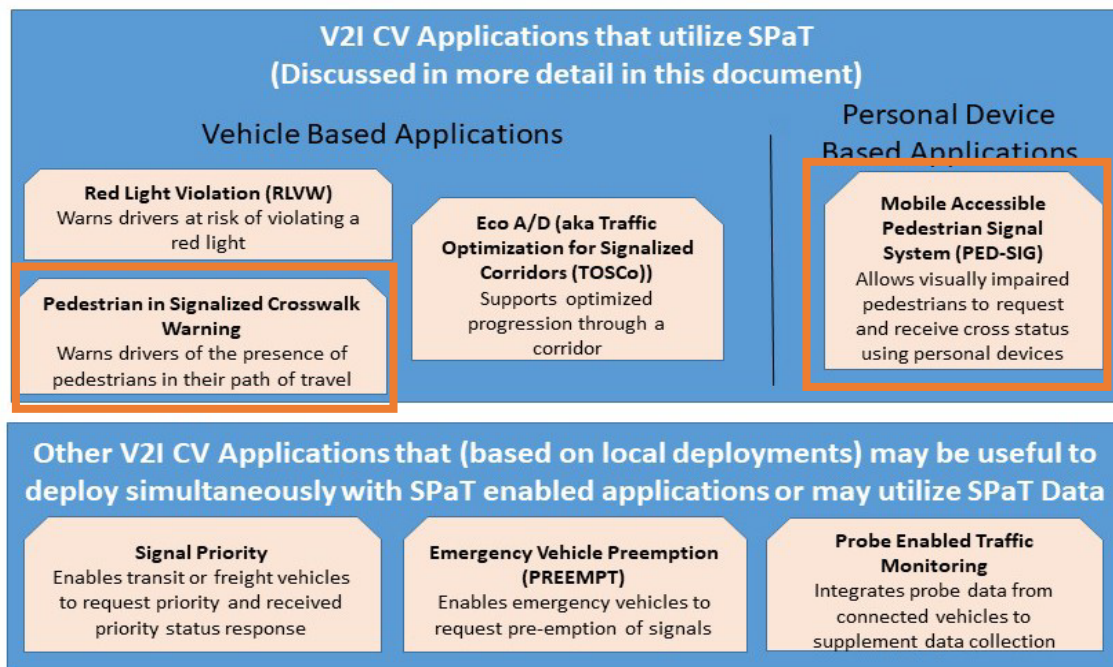 V2I CV Applications that utilize SPaT
(Discussed in more detail in this document)
Vehicle Based Applications
Red Light Violation (RLVW)
Warns drivers at risk of violating a
red light
Pedestrian in Signalized Crosswalk
Warning
Warns drivers of the presence of
pedestrians in their path of travel
Eco A/D (aka Traffic
Optimization for Signalized
Corridors (TOSCo))
Supports optimized
progression through a
corridor
Personal Device
Based Applications
Mobile Accessible
Pedestrian Signal
System (PED-SIG)
Allows visually impaired
pedestrians to request
and receive cross status
using personal devices
Other V2I CV Applications that (based on local deployments) may be useful to
deploy simultaneously with SPaT enabled applications or may utilize SPaT Data
Signal Priority
Enables transit or freight vehicles
to request priority and received
priority status response
Emergency Vehicle Preemption
(PREEMPT)
Enables emergency vehicles to
request pre-emption of signals
Probe Enabled Traffic
Monitoring
Integrates probe data from
connected vehicles to
supplement data collection